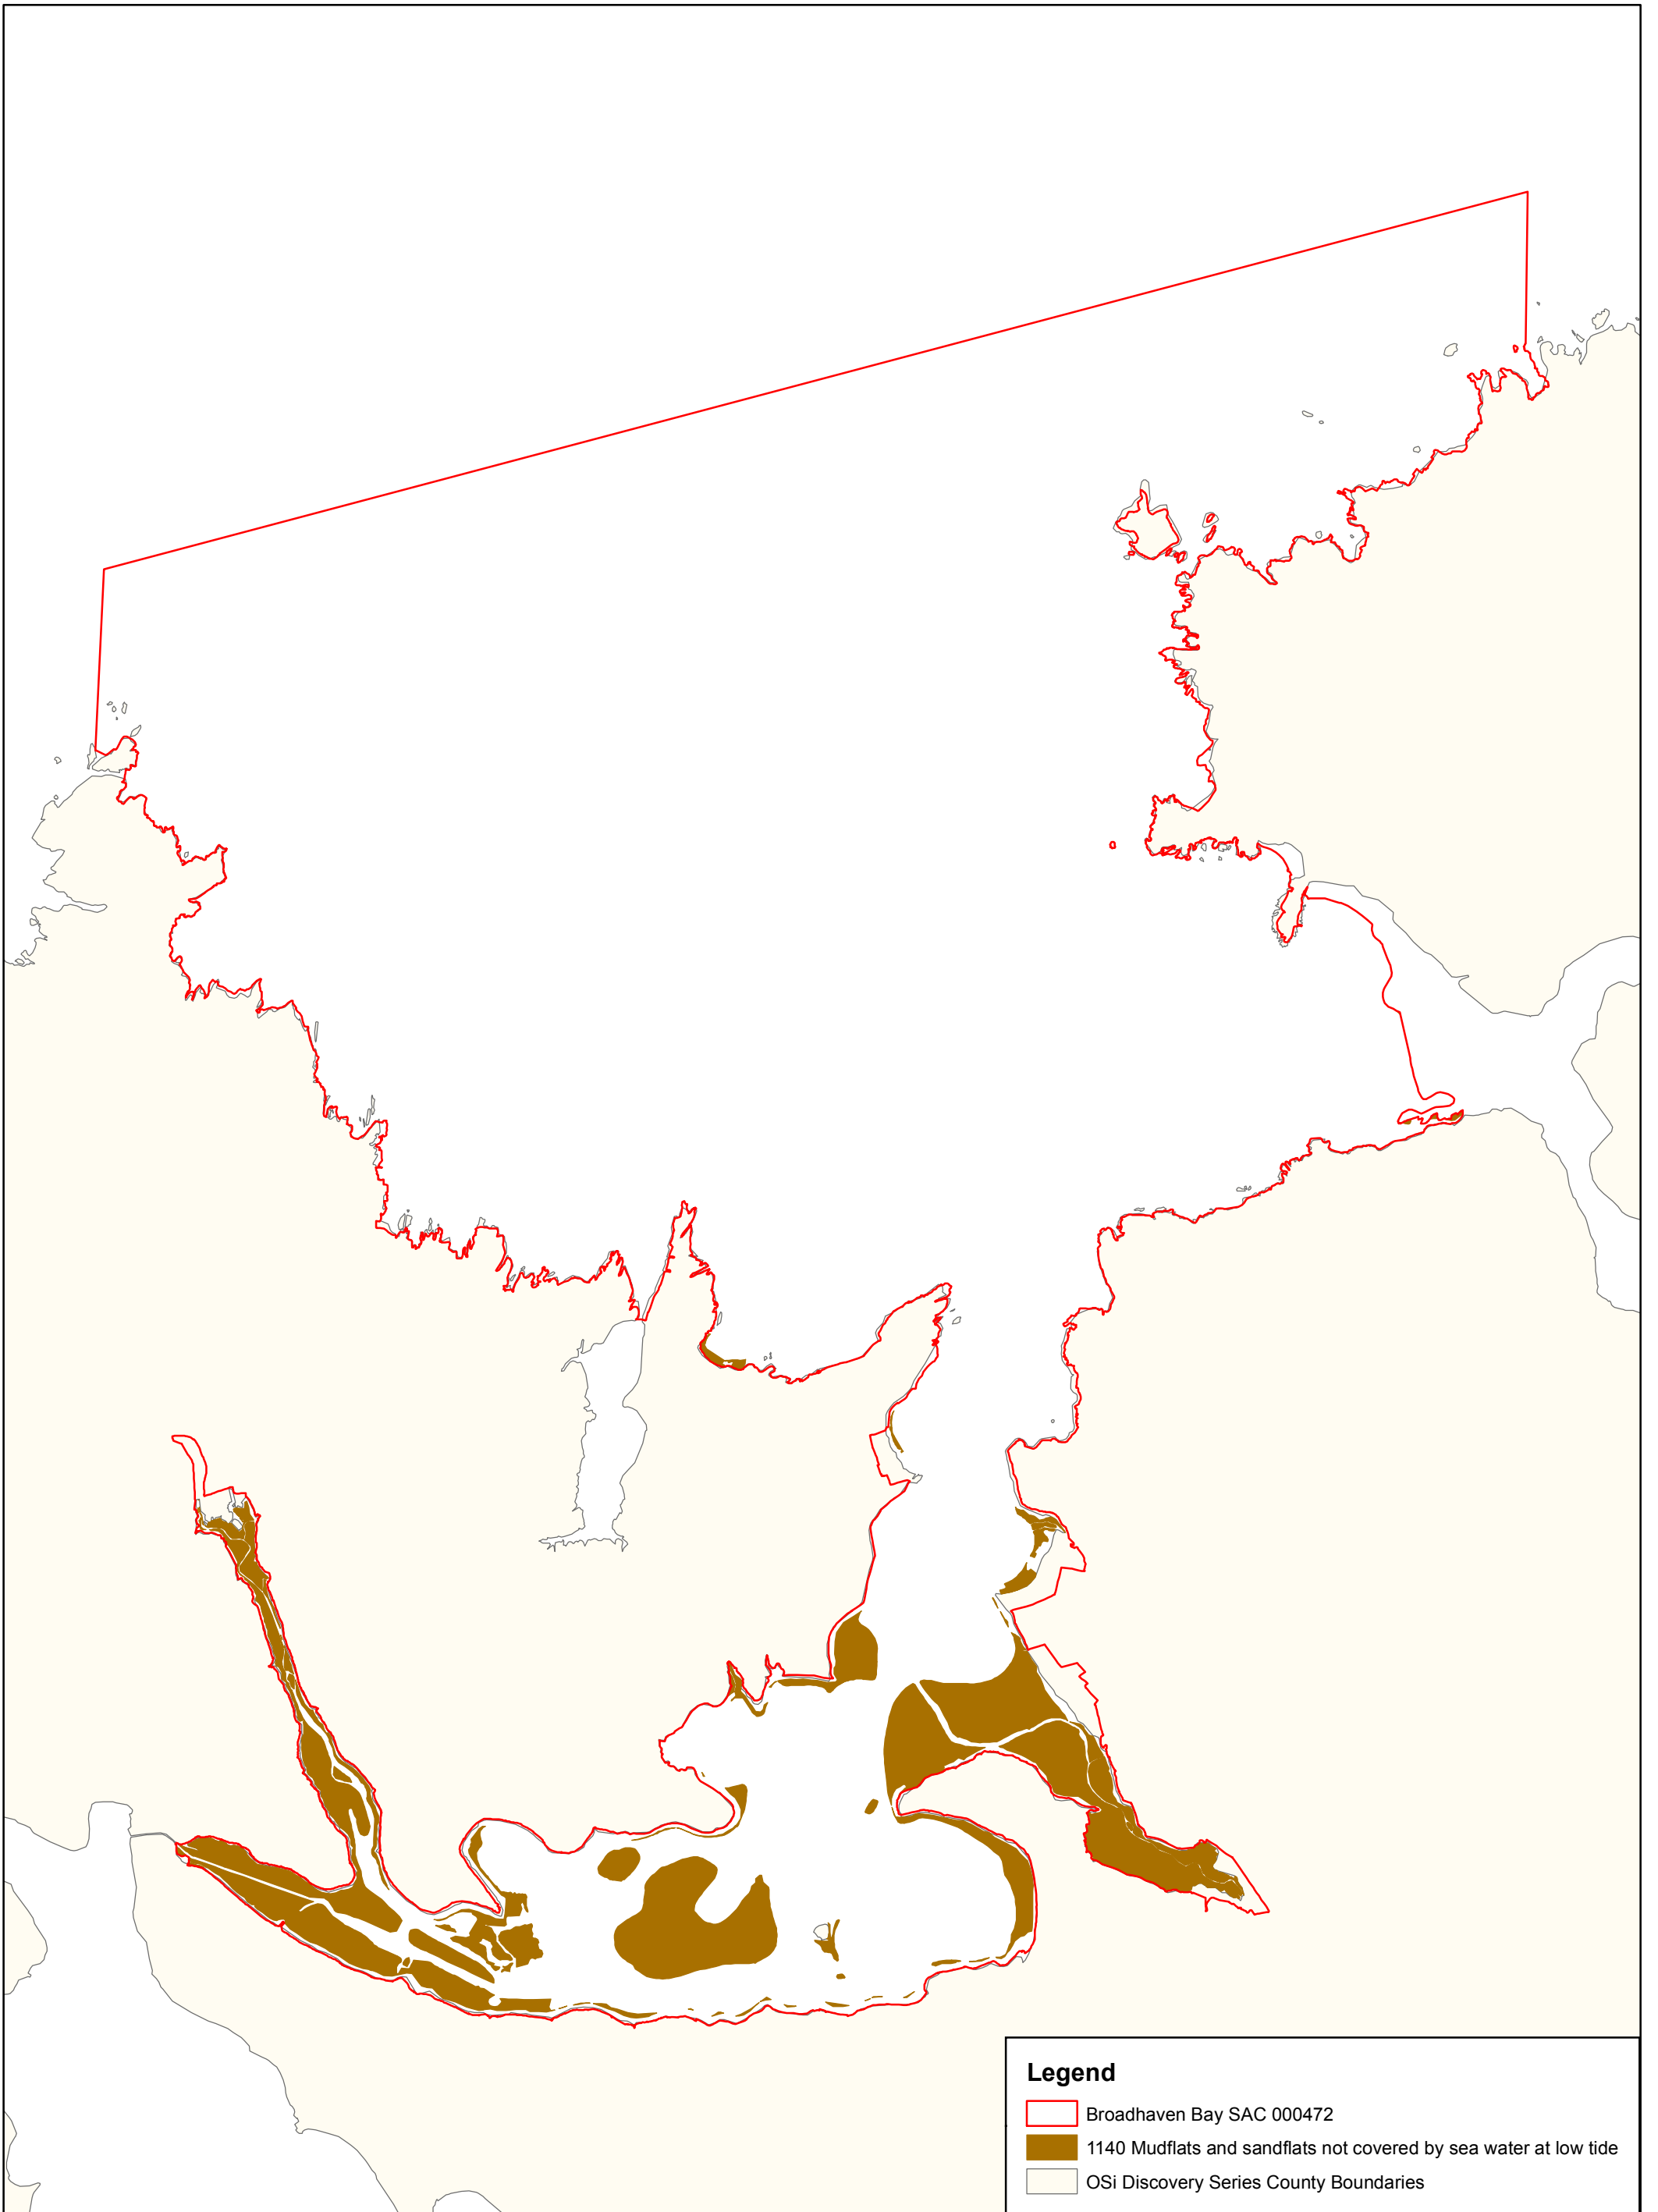 Legend
Broadhaven Bay SAC 000472
1140 Mudflats and sandflats not covered by sea water at low tide
OSi Discovery Series County Boundaries